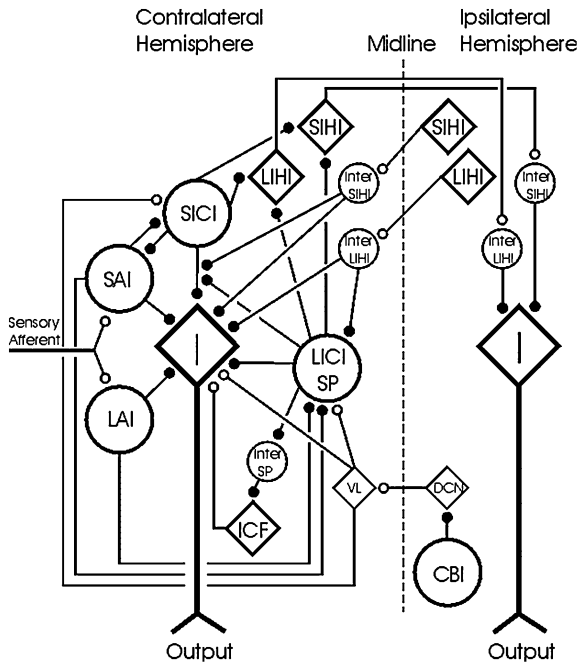 Contralateral
Hemisphere
Midline
Ipsilateral
Hemisphere
SIHI
SIHI
LIHI
LIHI
Inter
SIHI
Inter
SIHI
SICI
Inter
LIHI
Inter
LIHI
SAI
Sensory
Afferent
I
LICI
SP
I
LAI
Inter
SP
VL
DCN
ICF
CBI
Output
Output